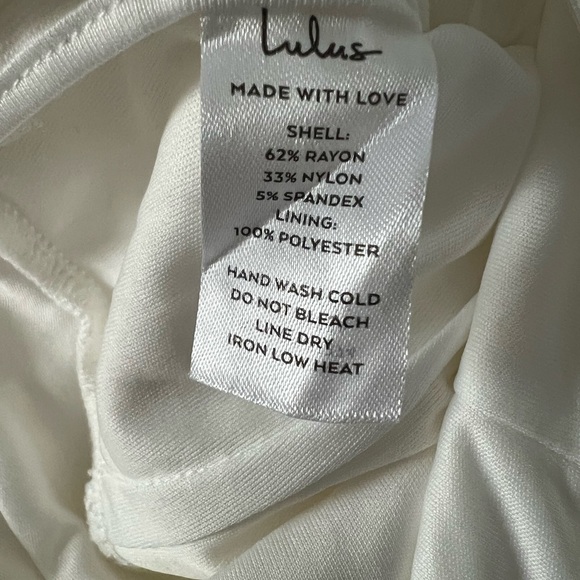 Lulus
MADE WITH LOVE
SHELL:
62% RAYON
33% NYLON
5% SPANDEX
LINING:
100% POLYESTER
HAND WASH COLD
DO NOT BLEACH
LINE DRY
IRON LOW HEAT